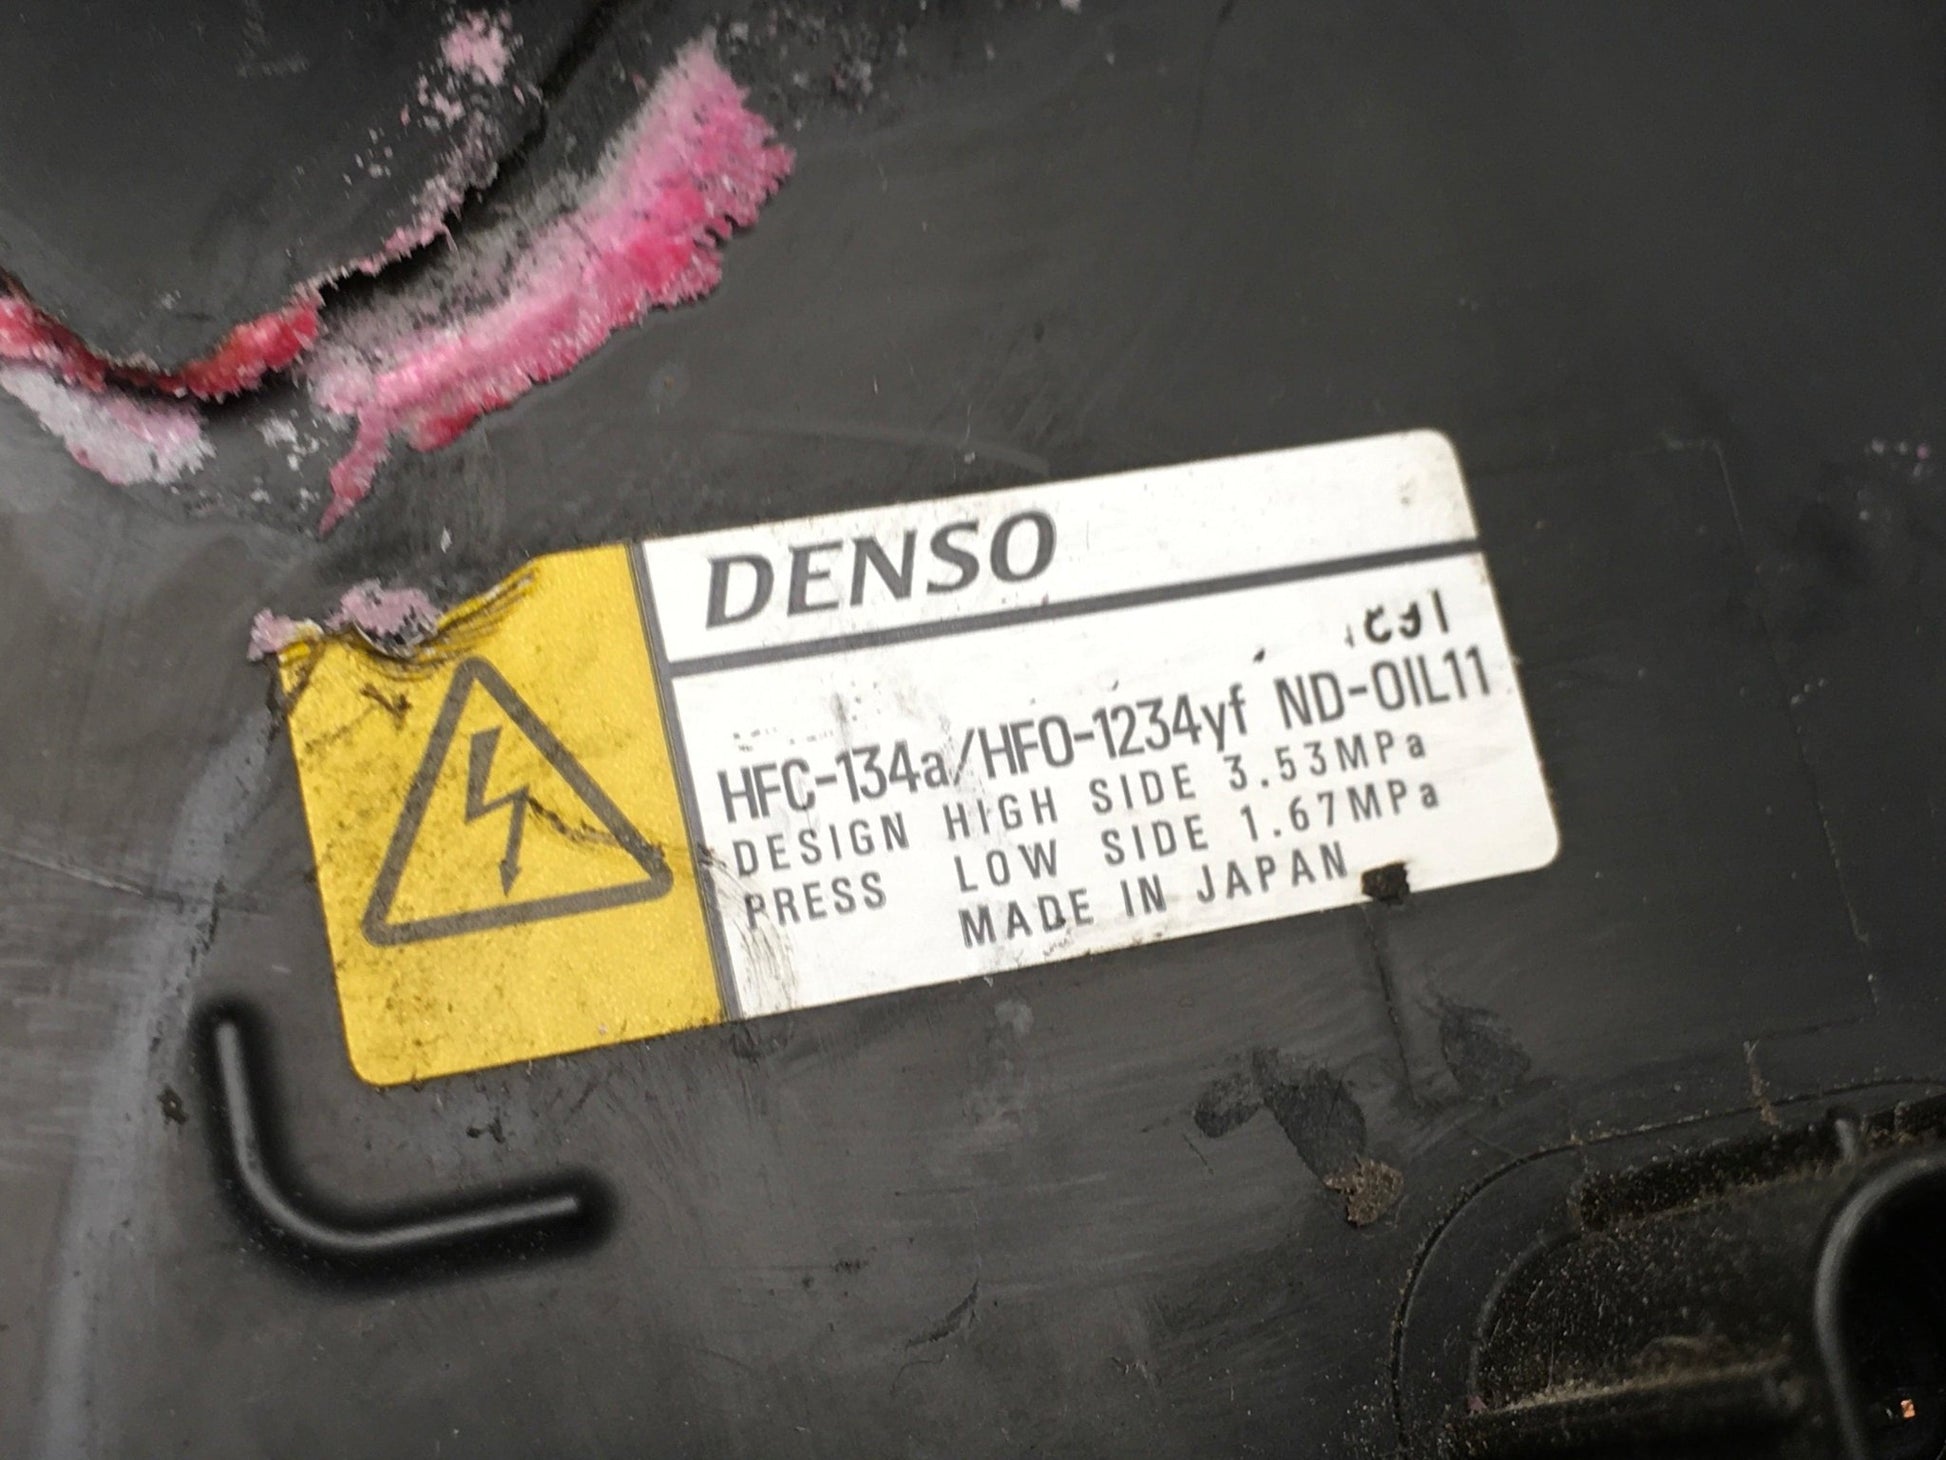 DENSO
HFC-134a/HFO-1234yf ND-OIL11
DESIGN HIGH SIDE 3.53MPa
PRESS LOW SIDE 1.67MPa
MADE IN JAPAN